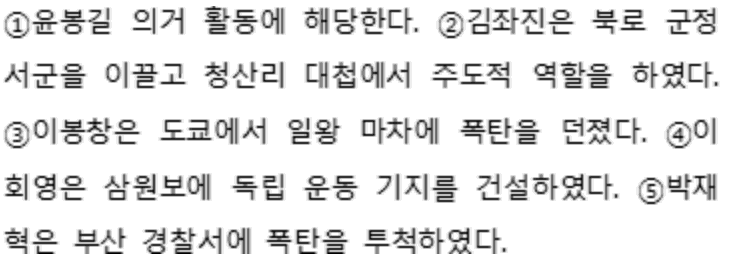 ①윤봉길 의거 활동에 해당한다. ②김좌진은 북로 군정
서군을 이끌고 청산리 대첩에서 주도적 역할을 하였다.
③이봉창은 도쿄에서 일왕 마차에 폭탄을 던졌다. ④이
회영은 삼원보에 독립 운동 기지를 건설하였다. ⑤박재
혁은 부산 경찰서에 폭탄을 투척하였다.